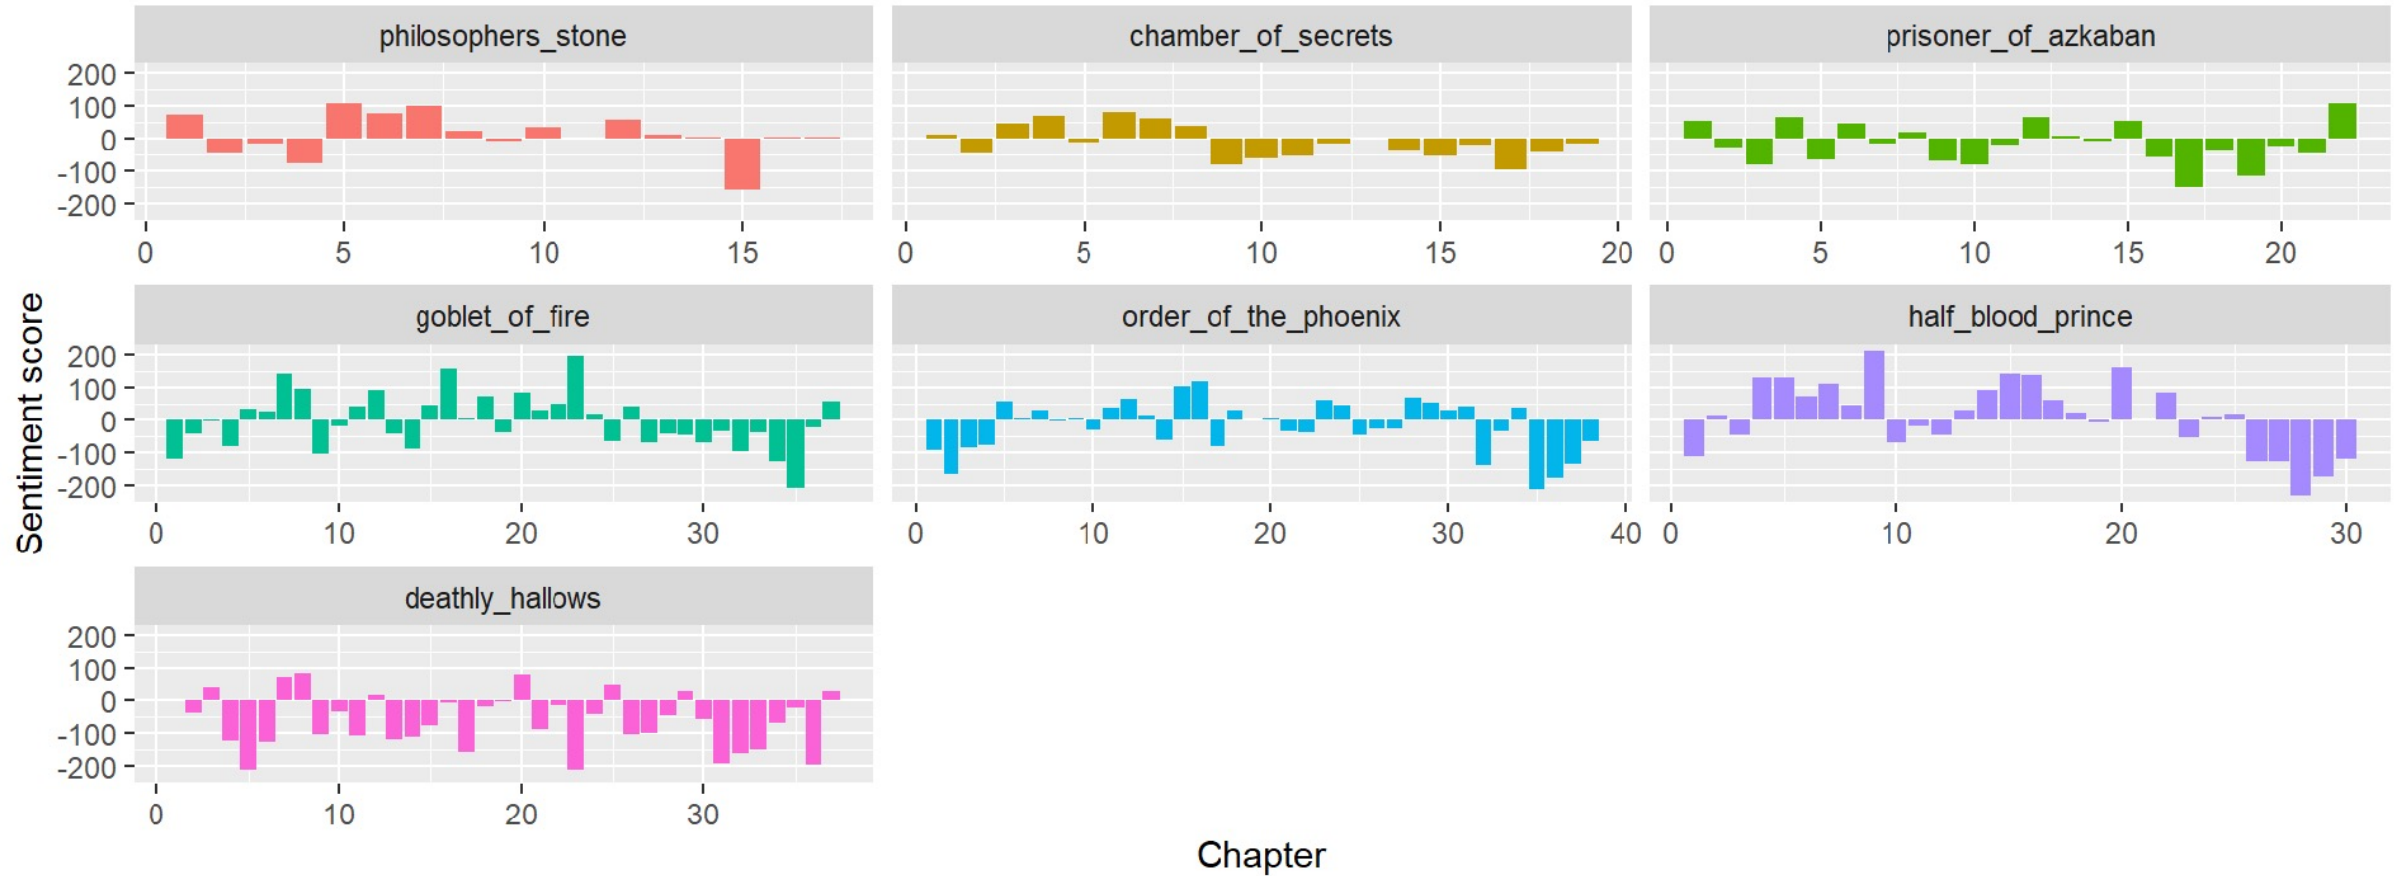 philosophers_stone chamber_of_secrets prisoner_of_azkaban
200
100
0
-100
-200
0 5 10 15 0 5 10 15 20 0 5 10 15 20
goblet_of_fire order_of_the_phoenix half_blood_prince
Sentiment score
200
100
0
-100
-200
0 10 20 30 0 10 20 30 40 0 10 20 30
deathly_hallows
200
100
0
-100
-200
0 10 20 30
Chapter